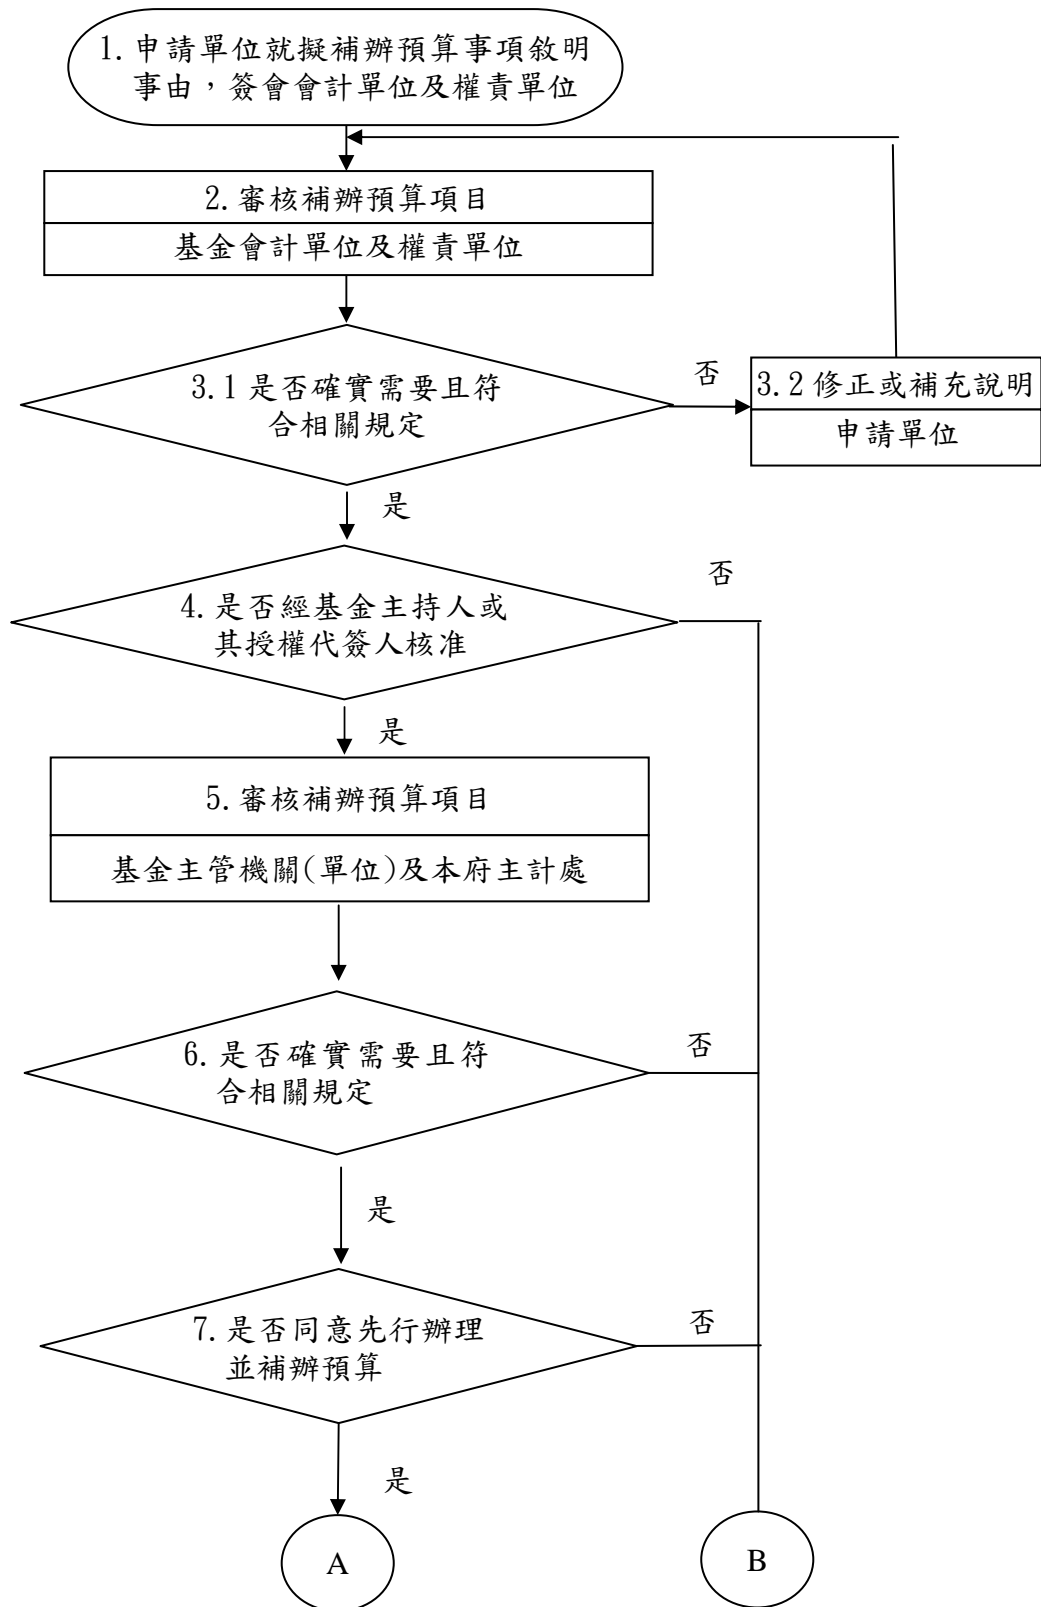 1.申請單位就擬補辦預算事項敘明
事由，簽會會計單位及權責單位
2.審核補辦預算項目
基金會計單位及權責單位
3.1 是否確實需要且符
合相關規定
否
3.2 修正或補充說明
申請單位
是
4.是否經基金主持人或
其授權代簽人核准
否
是
5.審核補辦預算項目
基金主管機關(單位)及本府主計處
6.是否確實需要且符
合相關規定
否
是
7.是否同意先行辦理
並補辦預算
否
是
A
B